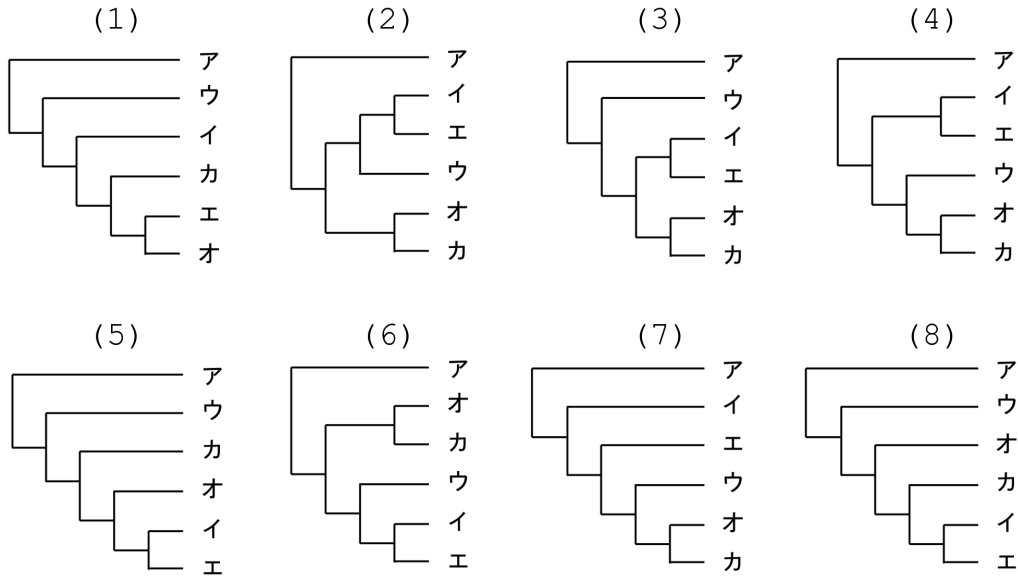 (1) (2) (3) (4)
ア ア ア ア
ウ イ ウ イ
イ エ イ エ
カ ウ エ ウ
エ オ オ オ
オ カ カ カ
(5) (6) (7) (8)
ア ア ア ア
ウ オ イ ウ
カ カ エ オ
オ ウ ウ カ
イ イ オ イ
エ エ カ エ